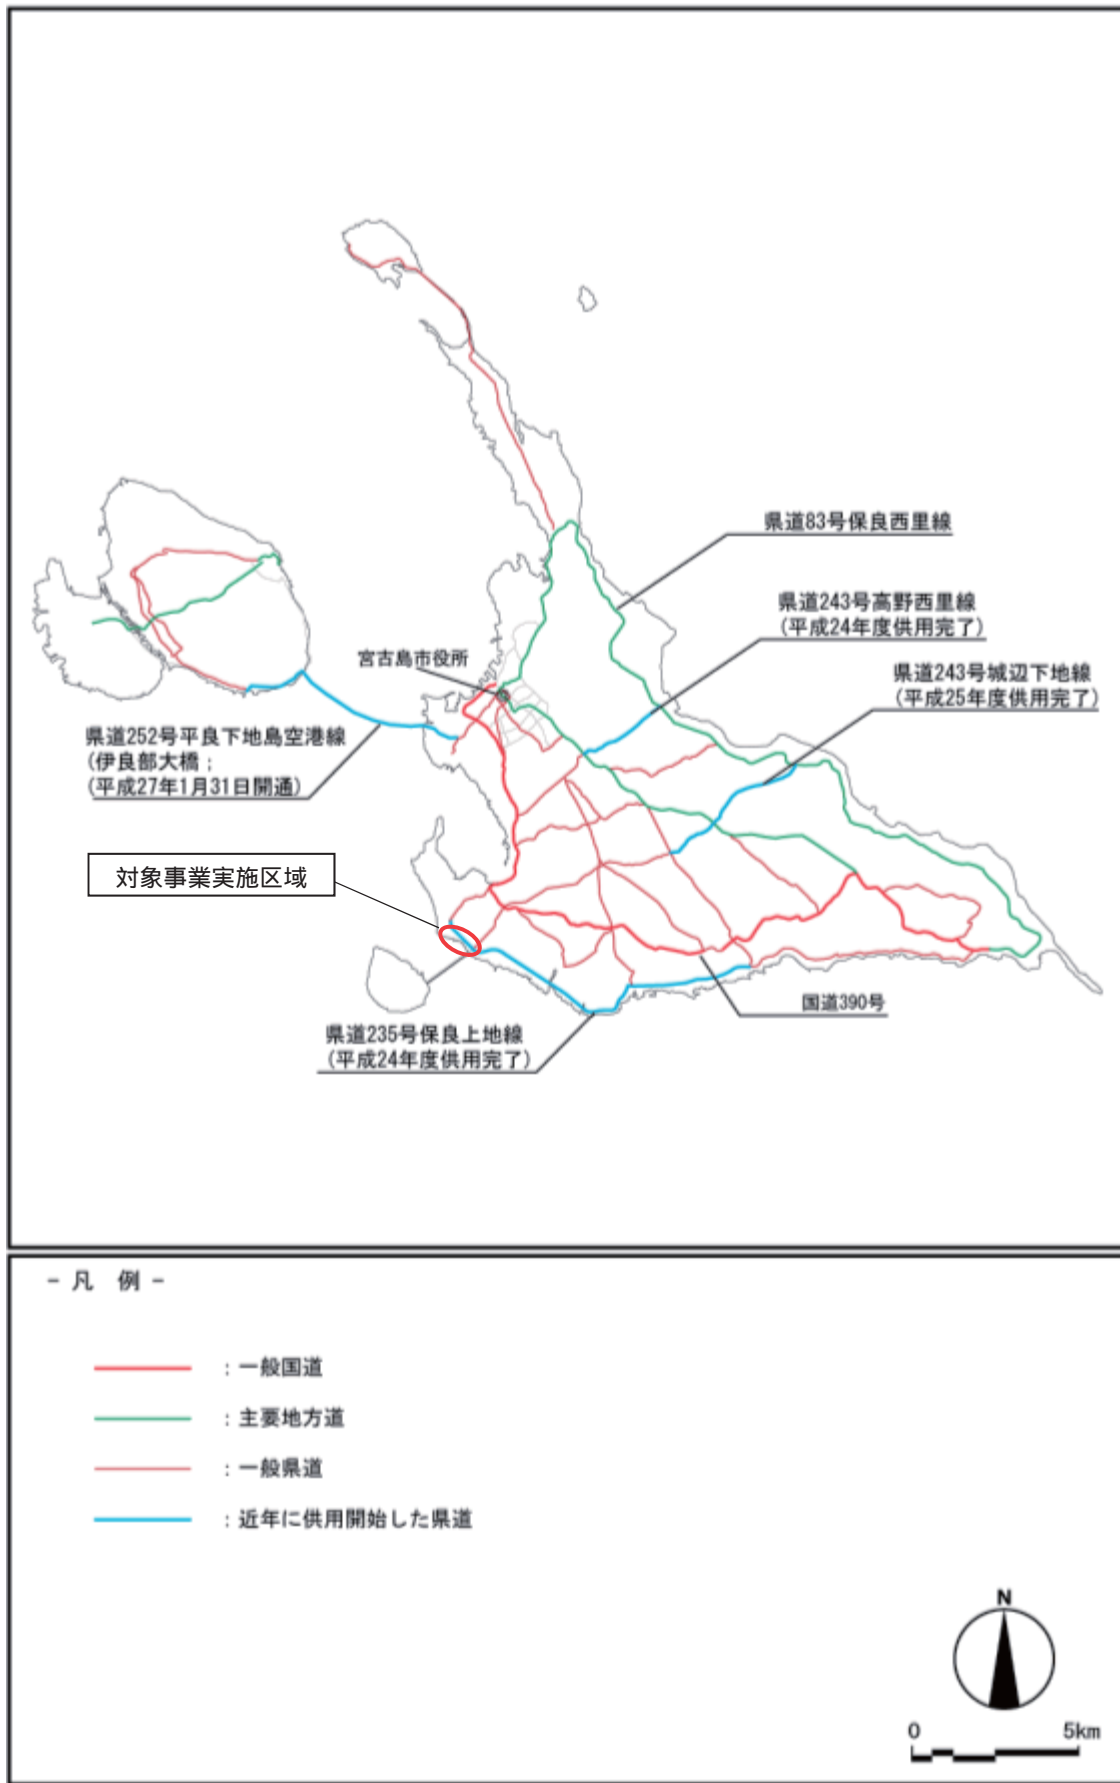 県道83号保良西里線
県道243号高野西里線
(平成24年度供用完了)
宮古島市役所
県道243号城辺下地線
(平成25年度供用完了)
県道252号平良下地島空港線
(伊良部大橋;
(平成27年1月31日開通)
対象事業実施区域
国道390号
県道235号保良上地線
(平成24年度供用完了)
- 凡 例 -
:一般国道
:主要地方道
:一般県道
:近年に供用開始した県道
N
0 5km